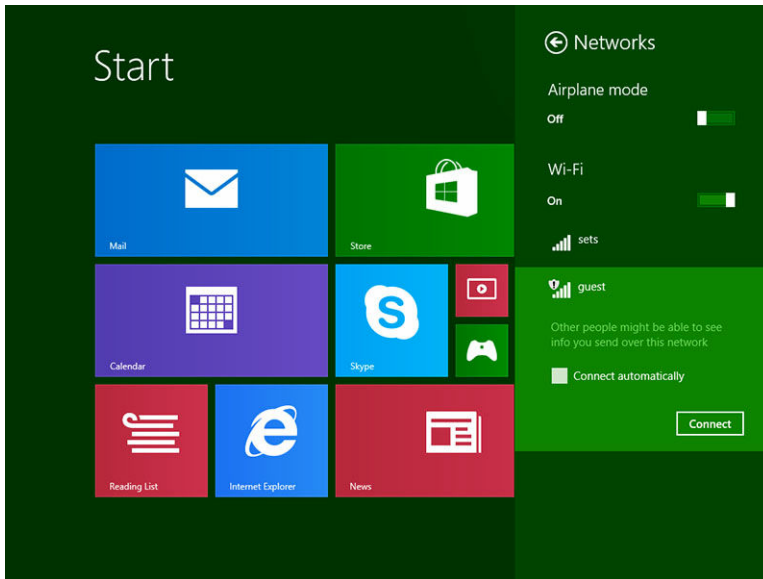 Start
Mail
Store
Calendar
Skype
Reading List
Internet Explorer
News
Networks
Airplane mode
Off
Wi-Fi
On
sets
guest
Other people might be able to see
info you send over this network
Connect automatically
Connect